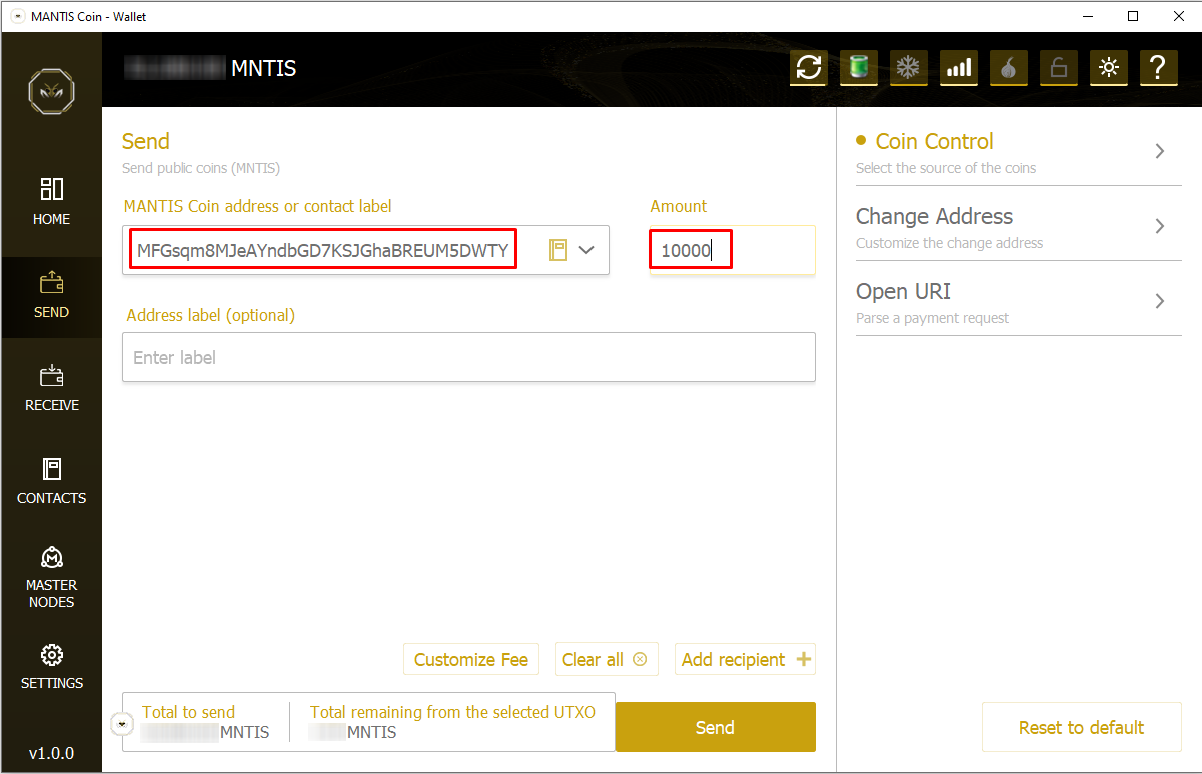 MANTIS Coin - Wallet
MNTIS
HOME
SEND
RECEIVE
CONTACTS
MASTER
NODES
SETTINGS
v1.0.0
Send
Send public coins (MNTIS)
MANTIS Coin address or contact label
Amount
MFGsqm8MJeAYndbGD7KSJGhaBREUM5DWTY
10000
Address label (optional)
Enter label
Customize Fee
Clear all
Add recipient
Total to send
MNTIS
Total remaining from the selected UTXO
MNTIS
Send
Coin Control
Select the source of the coins
Change Address
Customize the change address
Open URI
Parse a payment request
Reset to default